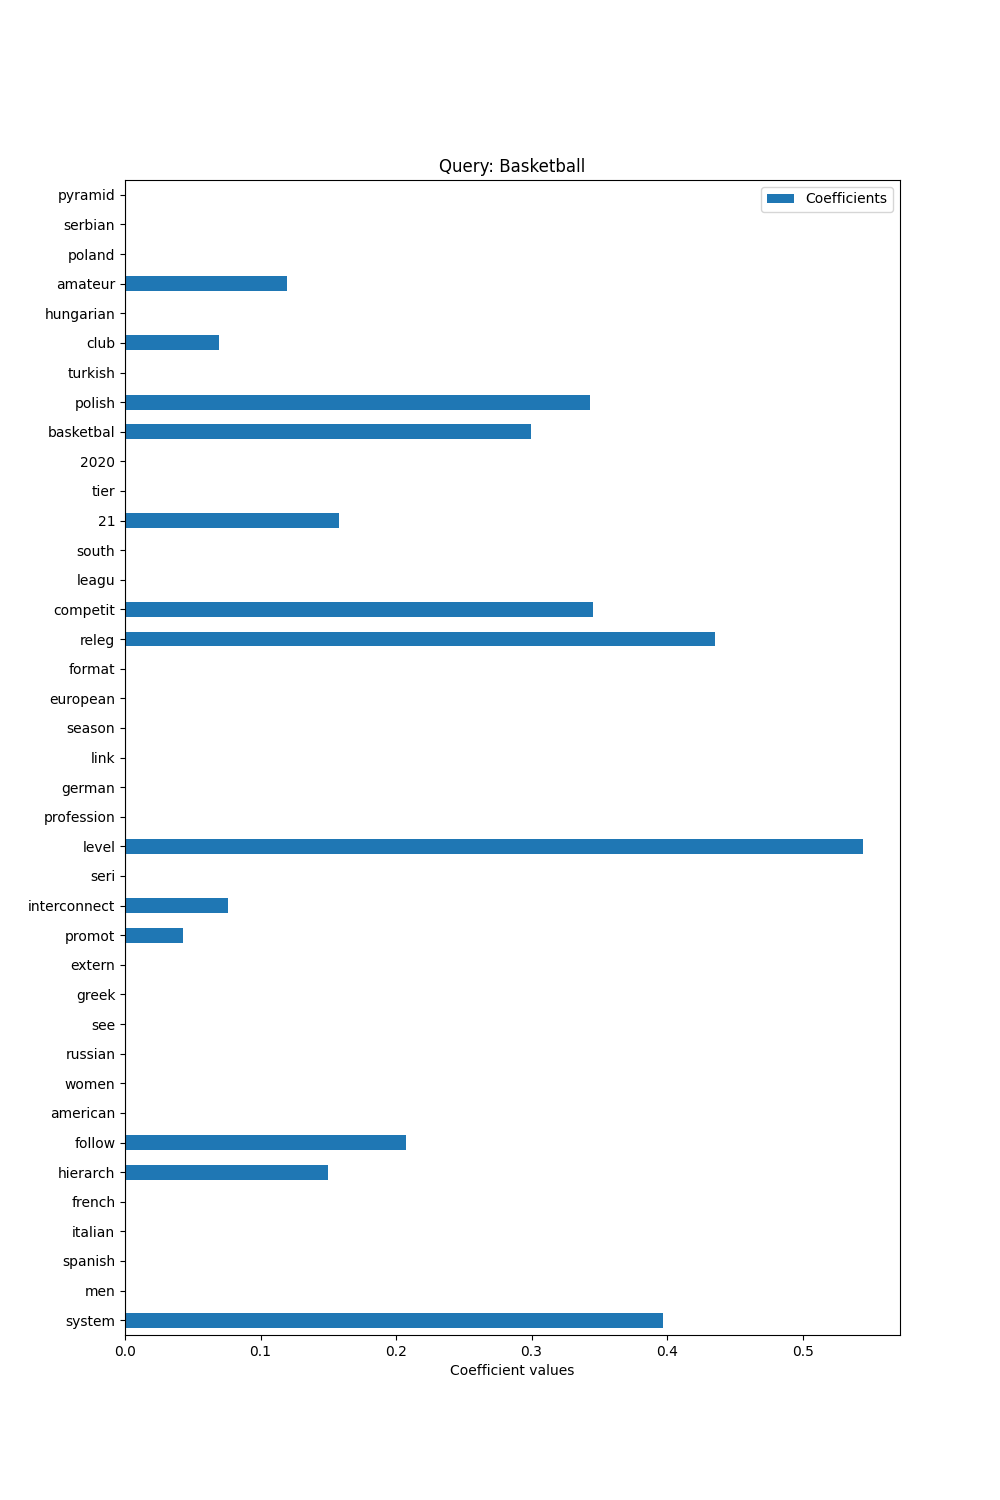 Query: Basketball
Coefficients
pyramid
serbian
poland
amateur
hungarian
club
turkish
polish
basketbal
2020
tier
21
south
leagu
competit
releg
format
european
season
link
german
profession
level
seri
interconnect
promot
extern
greek
see
russian
women
american
follow
hierarch
french
italian
spanish
men
system
0.0 0.1 0.2 0.3 0.4 0.5
Coefficient values